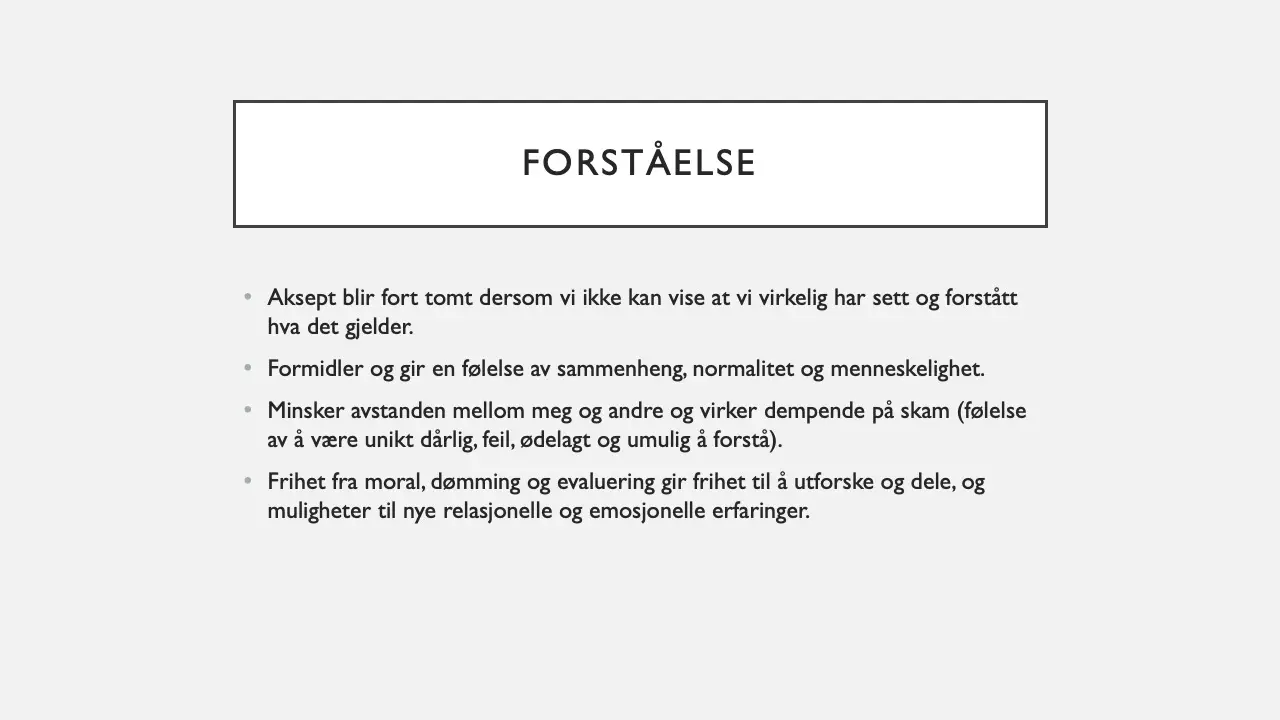 FORSTÅELSE
• Aksept blir fort tomt dersom vi ikke kan vise at vi virkelig har sett og forstått
hva det gjelder.
• Formidler og gir en følelse av sammenheng, normalitet og menneskelighet.
• Minsker avstanden mellom meg og andre og virker dempende på skam (følelse
av å være unikt dårlig, feil, ødelagt og umulig å forstå).
• Frihet fra moral, dømming og evaluering gir frihet til å utforske og dele, og
muligheter til nye relasjonelle og emosjonelle erfaringer.